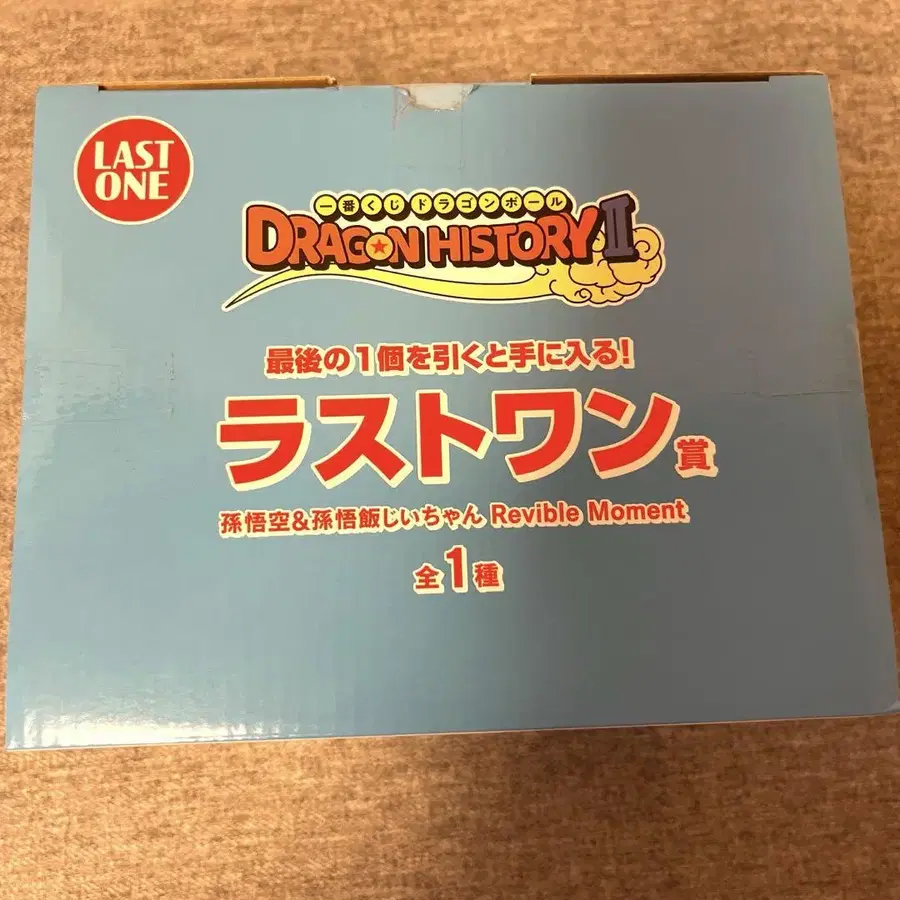 LAST
ONE
一番くじ ドラゴンボール
DRAGON HISTORY II
最後の1個を引くと手に入る!
ラストワン賞
孫悟空&孫悟飯じいちゃん Revible Moment
全1種